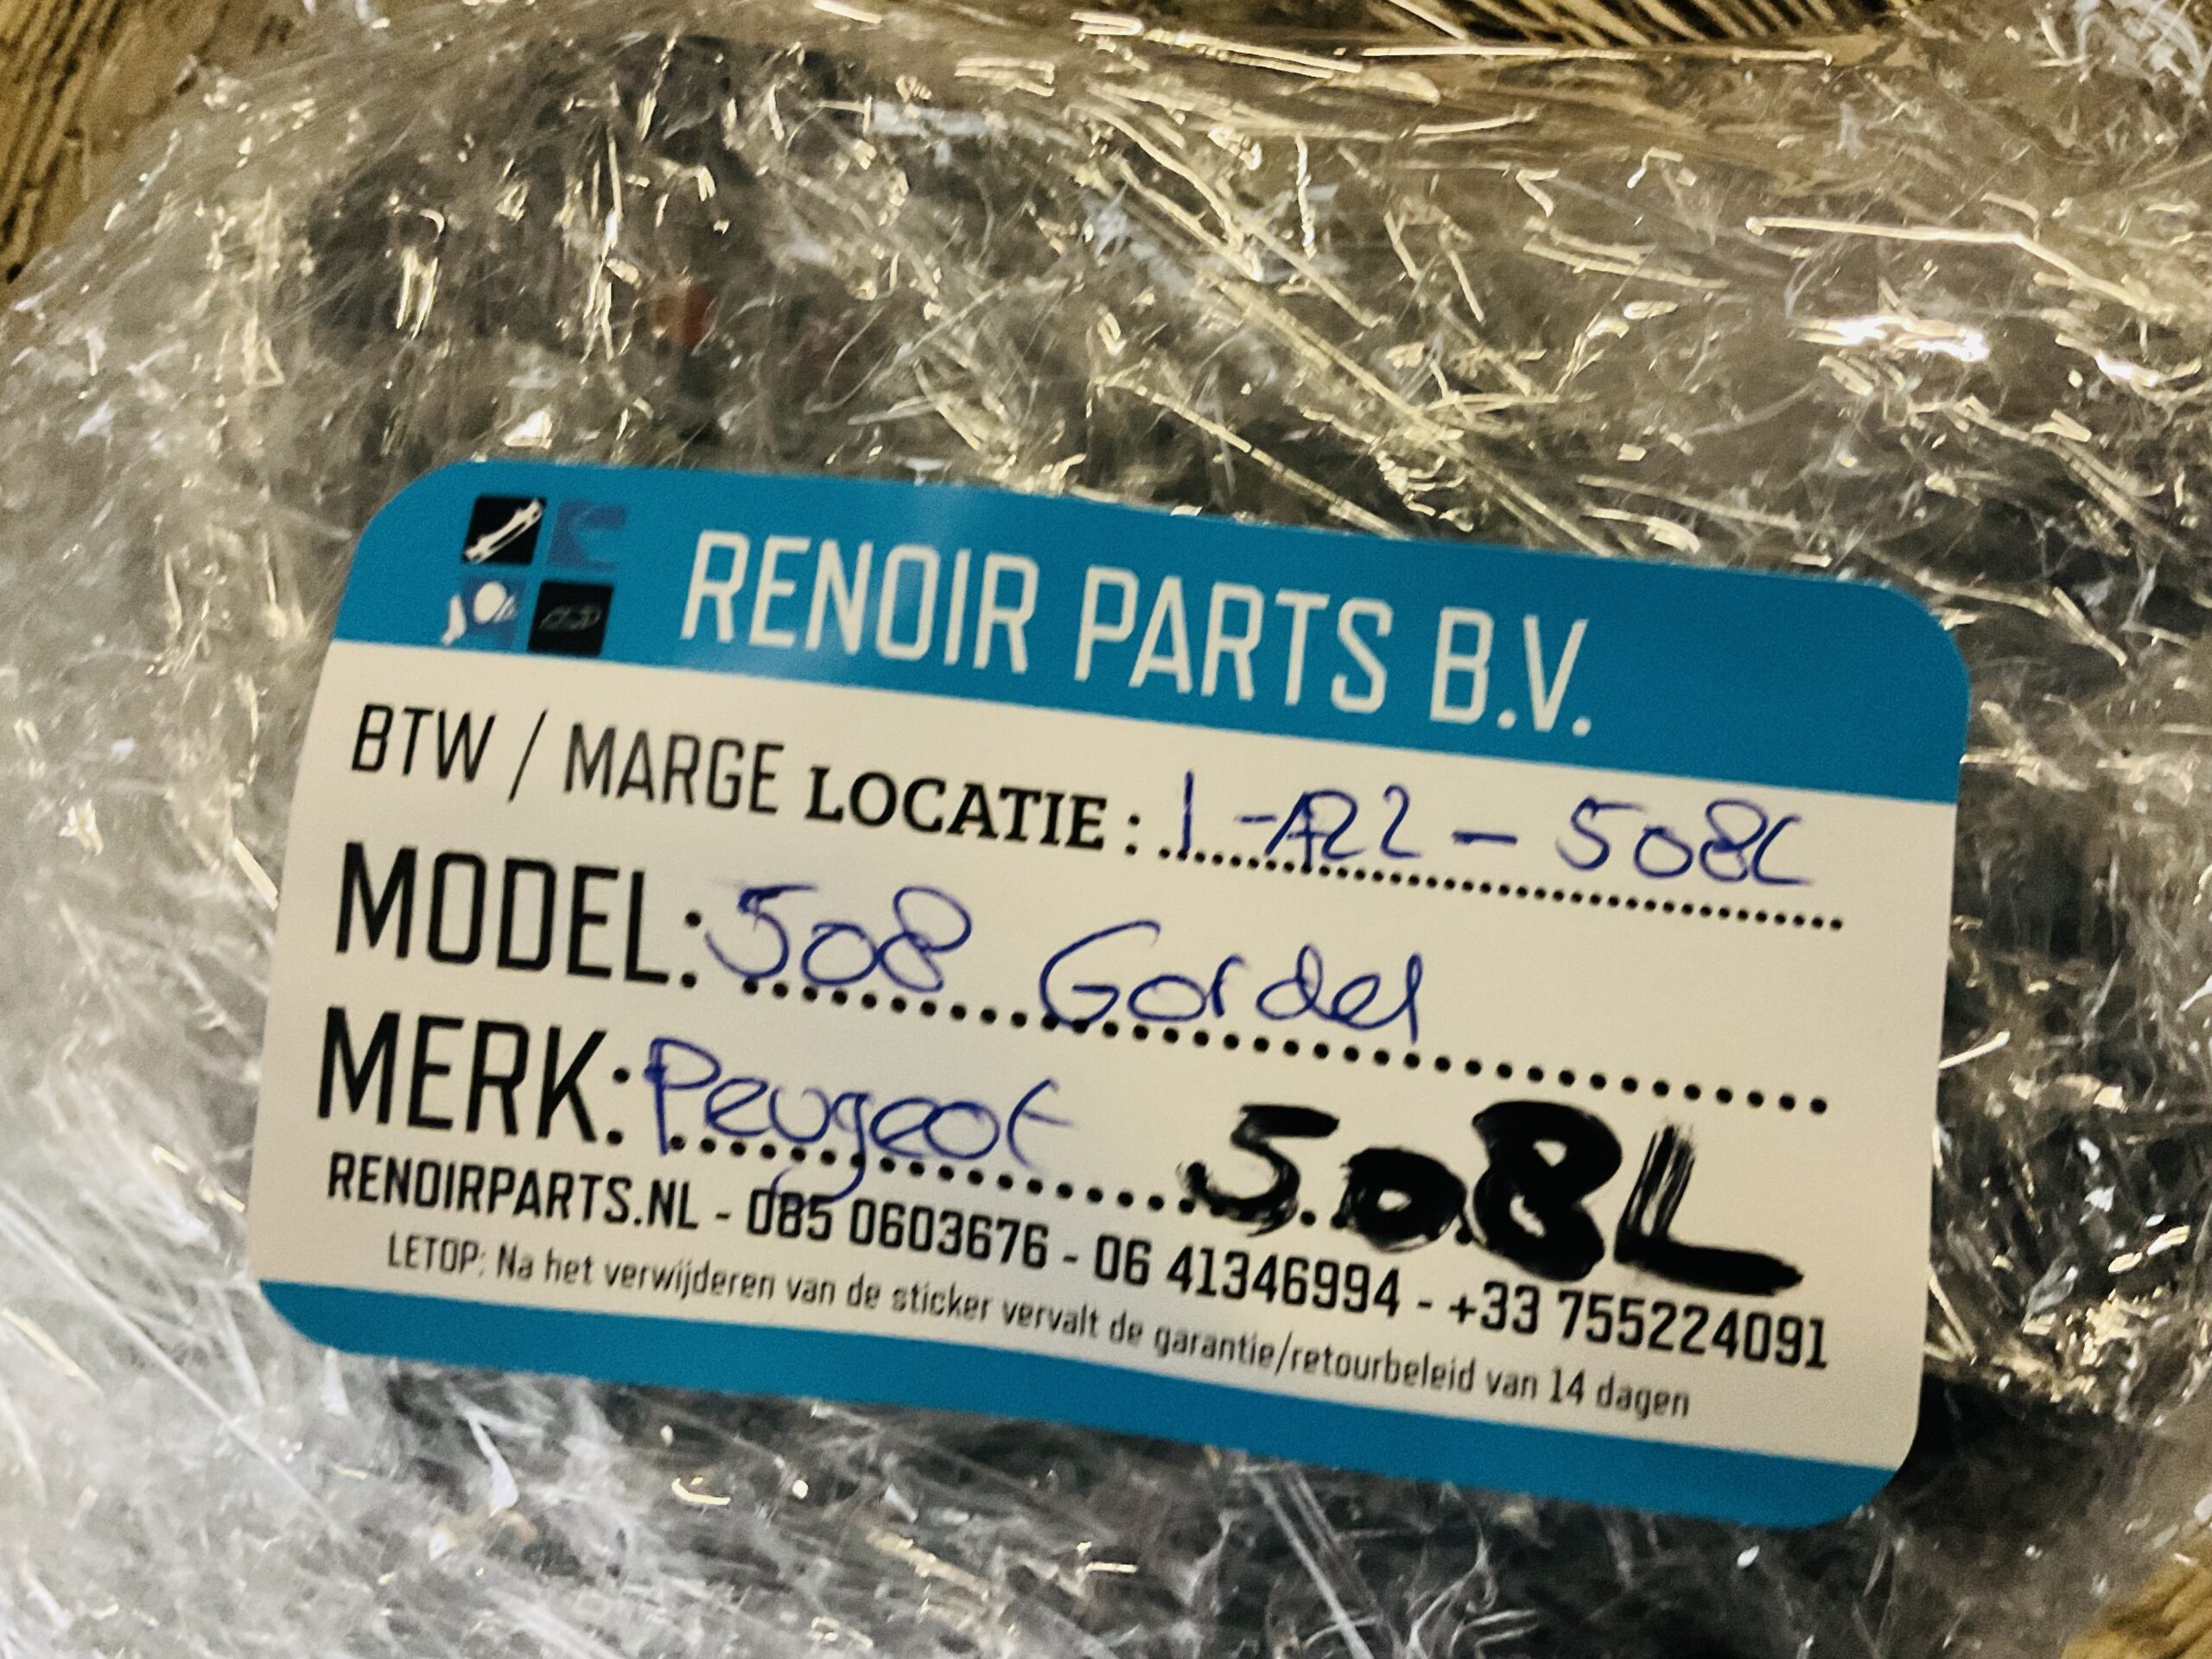 RENOIR PARTS B.V.
BTW / MARGE LOCATIE: 1-A22 - 508L
MODEL: 508 Gordel
MERK: Peugeot 508L
RENOIRPARTS.NL - 085 0603676 - 06 41346994 - +33 755224091
LETOP: Na het verwijderen van de sticker vervalt de garantie/retourbeleid van 14 dagen